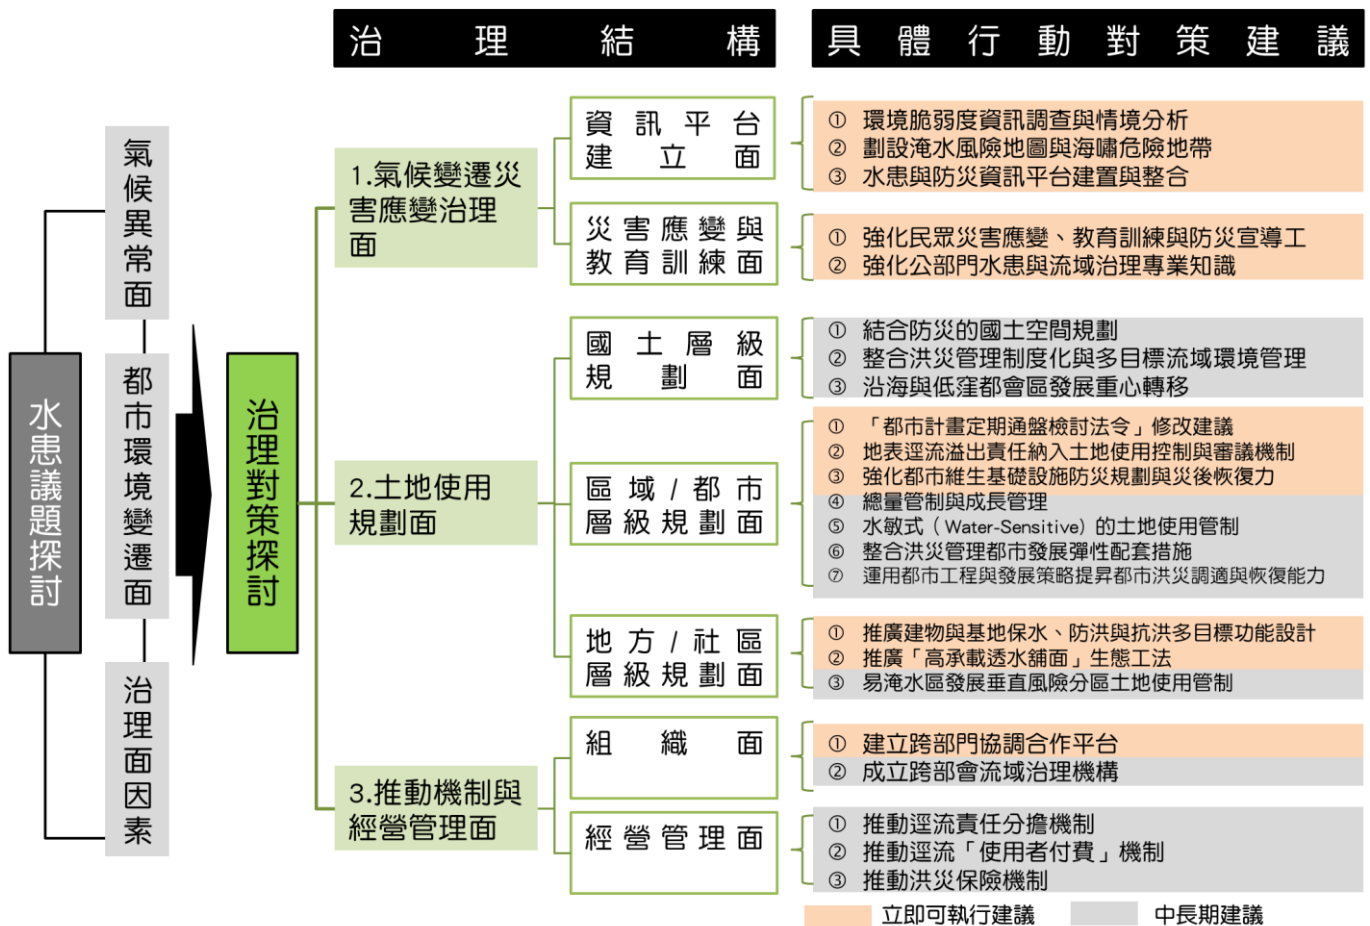 治理結構
具體行動對策建議
水患議題探討
氣候異常面
都市環境變遷面
治理面因素
治理對策探討
1.氣候變遷災
害應變治理
面
資訊平台
建立面
① 環境脆弱度資訊調查與情境分析
② 劃設淹水風險地圖與海嘯危險地帶
③ 水患與防災資訊平台建置與整合
災害應變與
教育訓練面
① 強化民眾災害應變、教育訓練與防災宣導工
② 強化公部門水患與流域治理專業知識
2.土地使用
規劃面
國土層級
規劃面
① 結合防災的國土空間規劃
② 整合洪災管理制度化與多目標流域環境管理
③ 沿海與低窪都會區發展重心轉移
區域/都市
層級規劃面
① 「都市計畫定期通盤檢討法令」修改建議
② 地表逕流溢出責任納入土地使用控制與審議機制
③ 強化都市維生基礎設施防災規劃與災後恢復力
④ 總量管制與成長管理
⑤ 水敏式（Water-Sensitive) 的土地使用管制
⑥ 整合洪災管理都市發展彈性配套措施
⑦ 運用都市工程與發展策略提昇都市洪災調適與恢復能力
地方/社區
層級規劃面
① 推廣建物與基地保水、防洪與抗洪多目標功能設計
② 推廣「高承載透水舖面」生態工法
③ 易淹水區發展垂直風險分區土地使用管制
3.推動機制與
經營管理面
組織面
① 建立跨部門協調合作平台
② 成立跨部會流域治理機構
經營管理面
① 推動逕流責任分擔機制
② 推動逕流「使用者付費」機制
③ 推動洪災保險機制
立即可執行建議
中長期建議